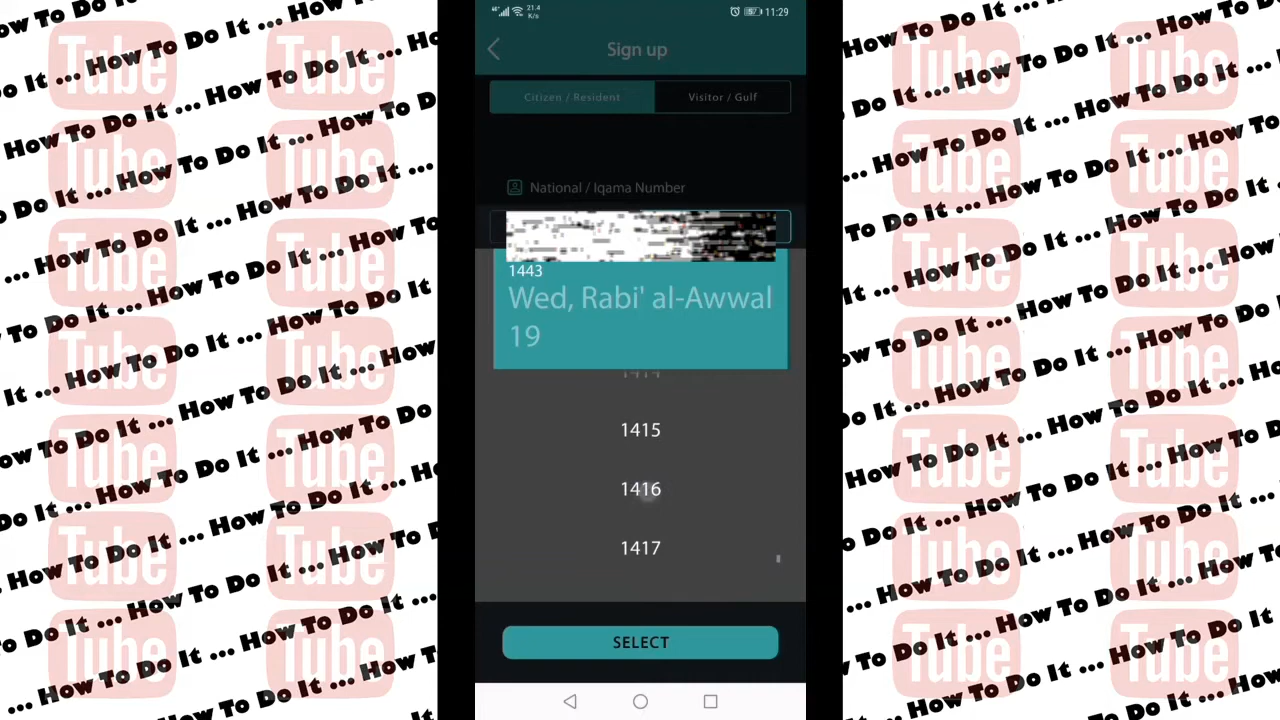 21.4
K/s
11:29
Sign up
Citizen / Resident
Visitor / Gulf
National / Iqama Number
1443
Wed, Rabi' al-Awwal
19
1414
1415
1416
1417
SELECT
How To Do It ... How To Do It ... How To Do It
Tube